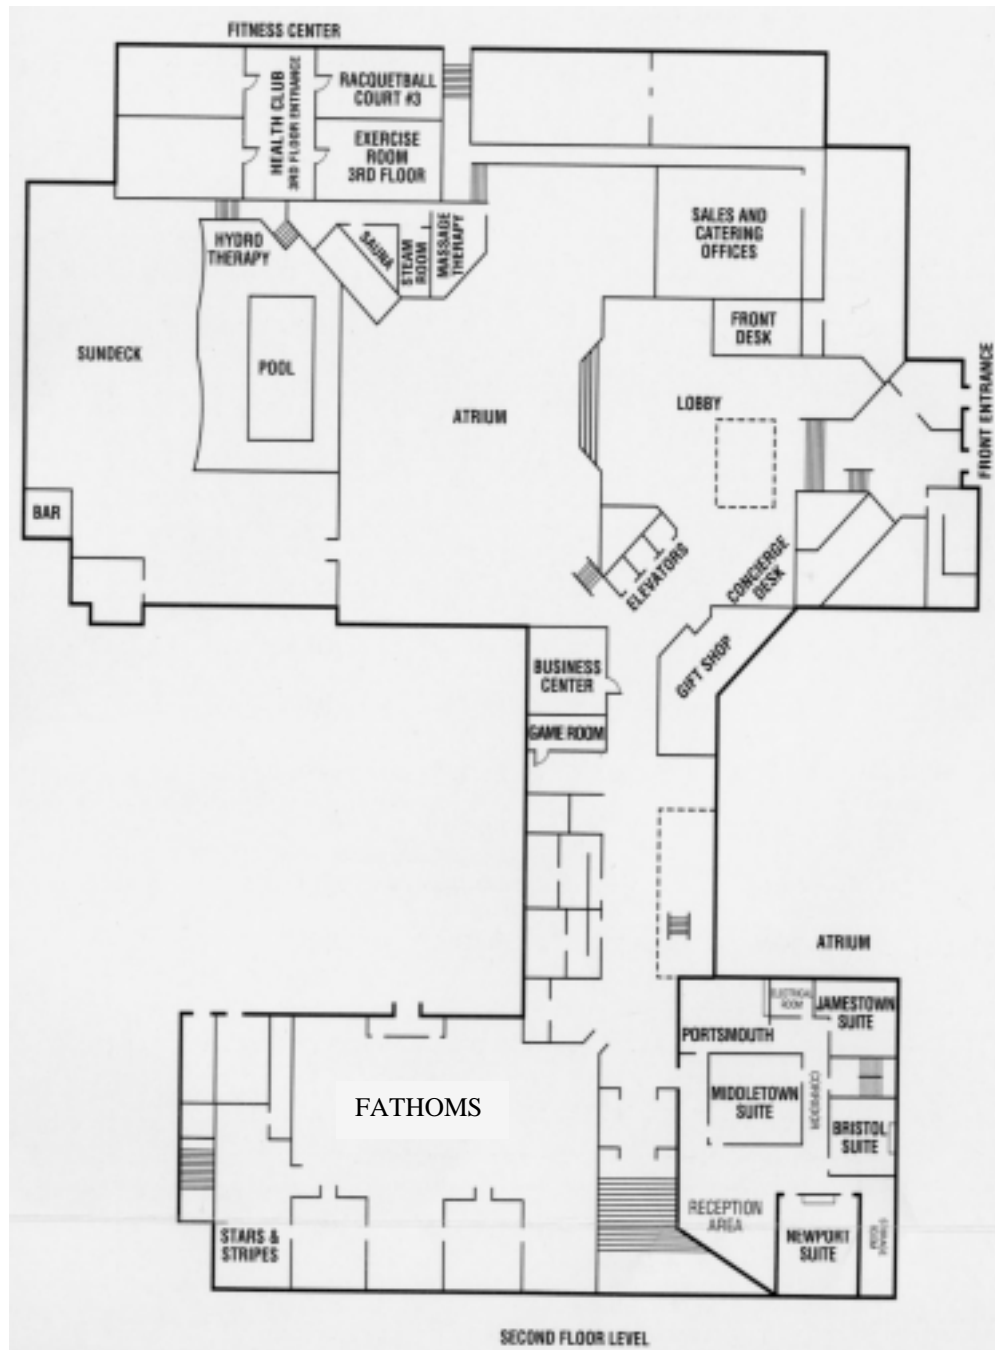 FITNESS CENTER
HEALTH CLUB
3RD FLOOR ENTRANCE
RACQUETBALL
COURT #3
EXERCISE
ROOM
3RD FLOOR
HYDRO
THERAPY
SAUNA
STEAM
ROOM
MASSAGE
THERAPY
SALES AND
CATERING
OFFICES
FRONT
DESK
SUNDECK
POOL
ATRIUM
LOBBY
FRONT ENTRANCE
BAR
ELEVATORS
CONCIERGE
DESK
BUSINESS
CENTER
GIFT SHOP
GAME ROOM
ATRIUM
ELECTRICAL
ROOM
JAMESTOWN
SUITE
PORTSMOUTH
MIDDLETOWN
SUITE
CORRIDOR
BRISTOL
SUITE
FATHOMS
RECEPTION
AREA
STARS &
STRIPES
NEWPORT
SUITE
STORAGE
ROOM
SECOND FLOOR LEVEL